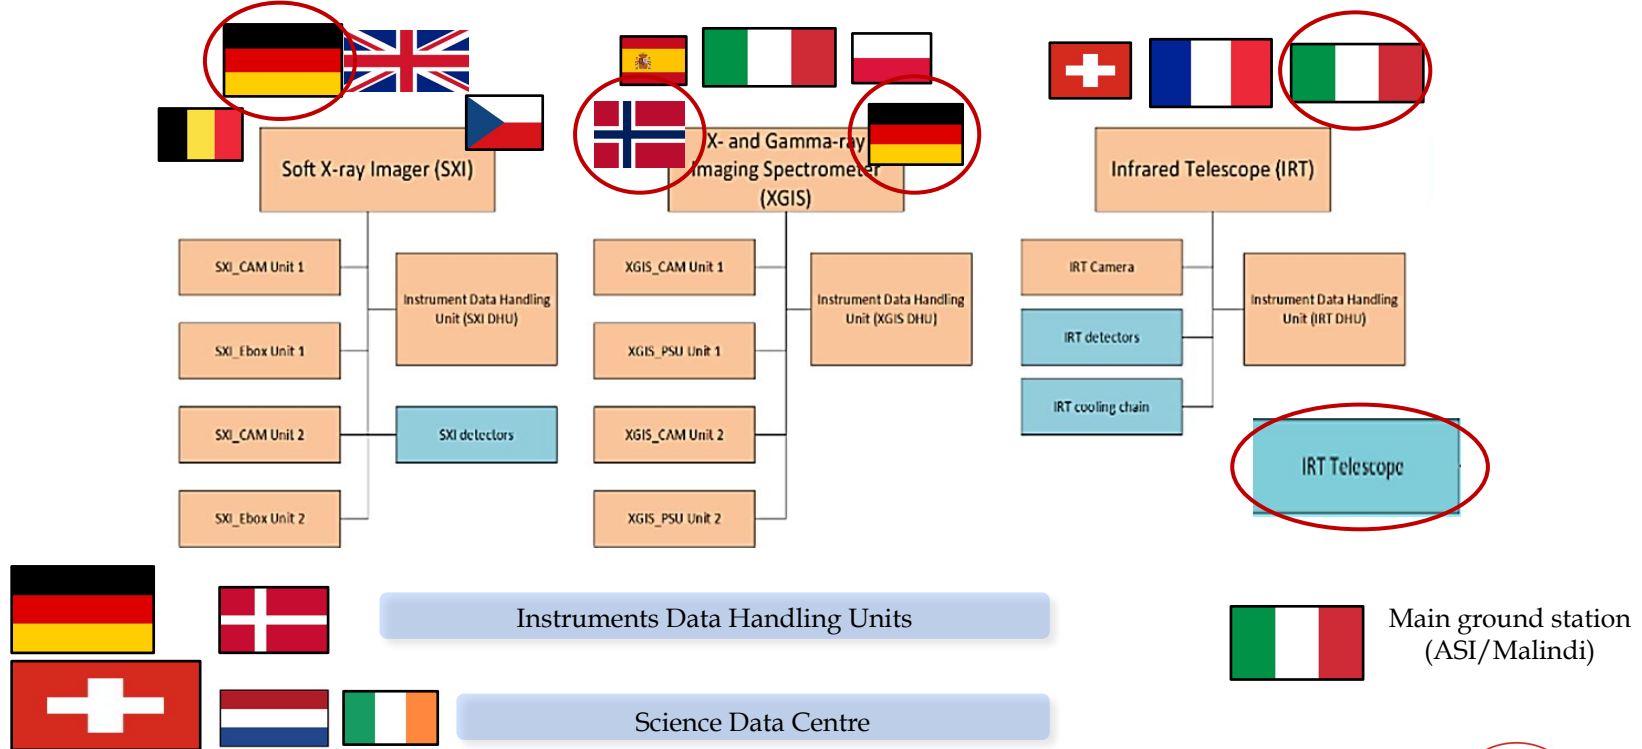 Soft X-ray Imager (SXI)
X- and Gamma-ray
Imaging Spectrometer
(XGIS)
Infrared Telescope (IRT)
SXI_CAM Unit 1
SXI_Ebox Unit 1
SXI_CAM Unit 2
SXI_Ebox Unit 2
Instrument Data Handling
Unit (SXI DHU)
SXI detectors
XGIS_CAM Unit 1
XGIS_PSU Unit 1
XGIS_CAM Unit 2
XGIS_PSU Unit 2
Instrument Data Handling
Unit (XGIS DHU)
IRT Camera
IRT detectors
IRT cooling chain
Instrument Data Handling
Unit (IRT DHU)
IRT Telescope
Instruments Data Handling Units
Main ground station
(ASI/Malindi)
Science Data Centre